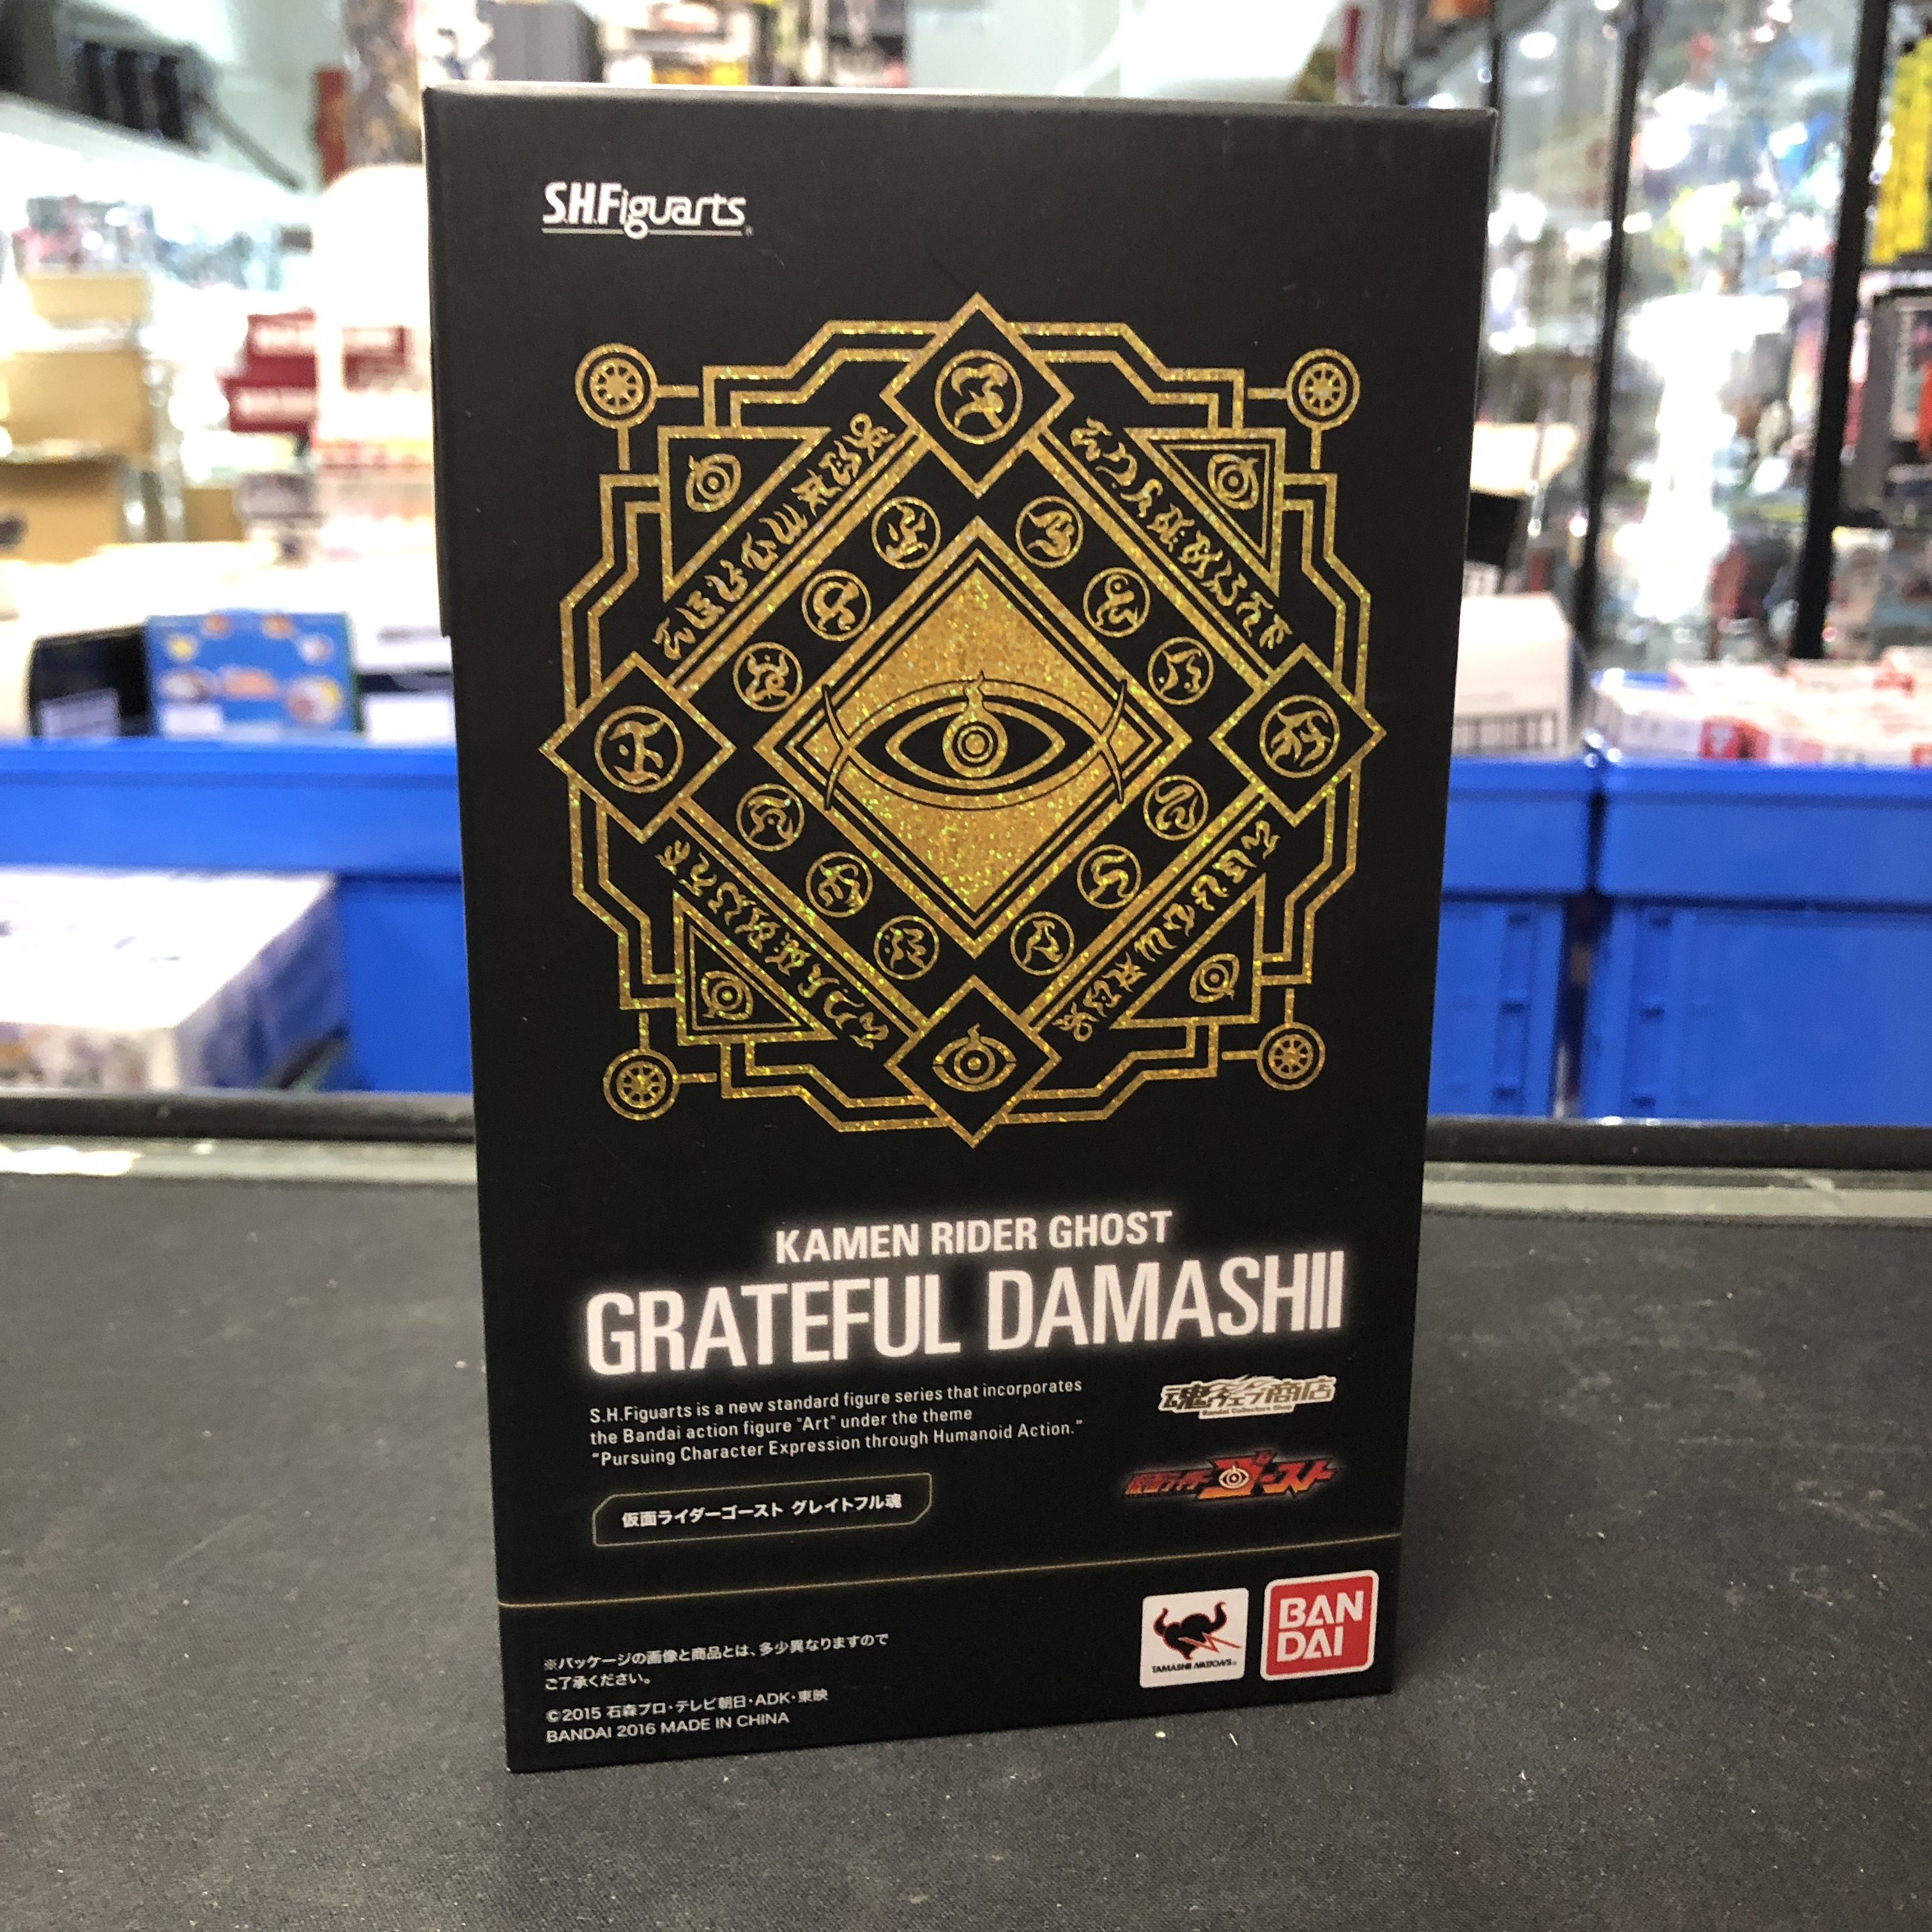 S.H.Figuarts
KAMEN RIDER GHOST
GRATEFUL DAMASHII
S.H.Figuarts is a new standard figure series that incorporates
the Bandai action figure "Art" under the theme
"Pursuing Character Expression through Humanoid Action."
魂ウェブ商店
Bandai Collectors Shop
仮面ライダーゴースト
仮面ライダーゴースト グレイトフル魂
※パッケージの画像と商品とは、多少異なりますので
ご了承ください。
©2015 石森プロ・テレビ朝日・ADK・東映
BANDAI 2016 MADE IN CHINA
TAMASHII NATIONS
BAN
DAI